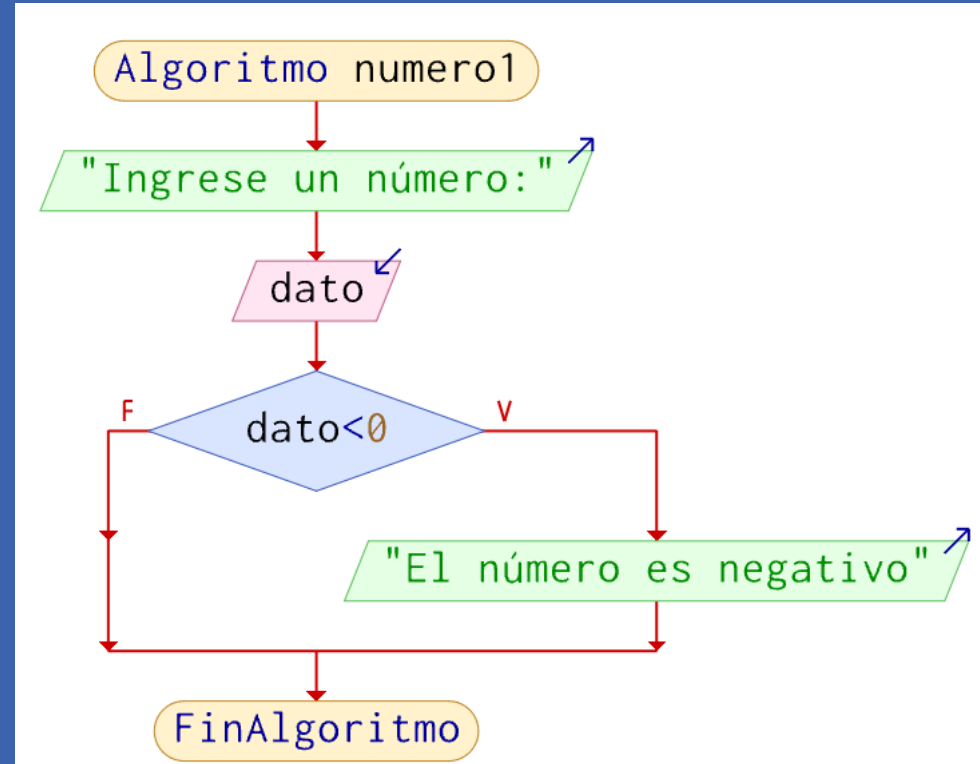 Algoritmo numero1
"Ingrese un número:"
dato
dato<0
F
V
"El número es negativo"
FinAlgoritmo